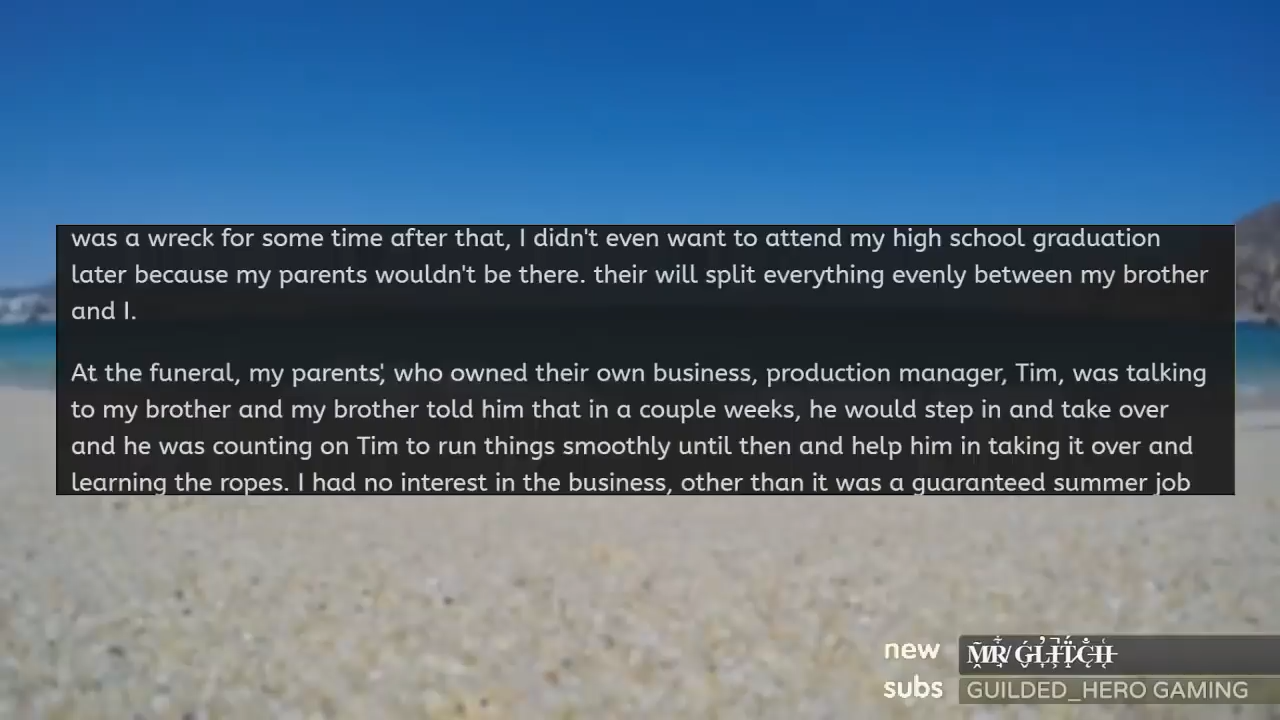 was a wreck for some time after that, I didn't even want to attend my high school graduation
later because my parents wouldn't be there. their will split everything evenly between my brother
and I.
At the funeral, my parents', who owned their own business, production manager, Tim, was talking
to my brother and my brother told him that in a couple weeks, he would step in and take over
and he was counting on Tim to run things smoothly until then and help him in taking it over and
learning the ropes. I had no interest in the business, other than it was a guaranteed summer job
new
subs
MR GLITCH
GUILDED_HERO GAMING